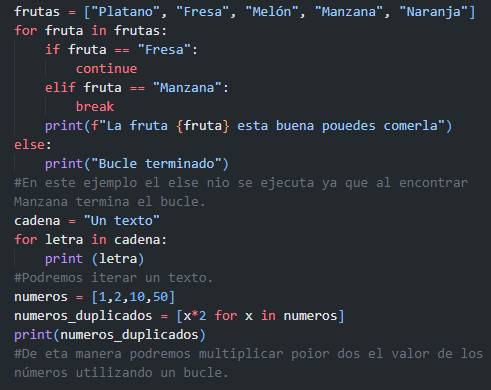 frutas = ["Platano", "Fresa", "Melón", "Manzana", "Naranja"]
for fruta in frutas:
    if fruta == "Fresa":
        continue
    elif fruta == "Manzana":
        break
    print(f"La fruta {fruta} esta buena pouedes comerla")
else:
    print("Bucle terminado")
#En este ejemplo el else nio se ejecuta ya que al encontrar
Manzana termina el bucle.
cadena = "Un texto"
for letra in cadena:
    print (letra)
#Podremos iterar un texto.
numeros = [1,2,10,50]
numeros_duplicados = [x*2 for x in numeros]
print(numeros_duplicados)
#De eta manera podremos multiplicar poior dos el valor de los
números utilizando un bucle.